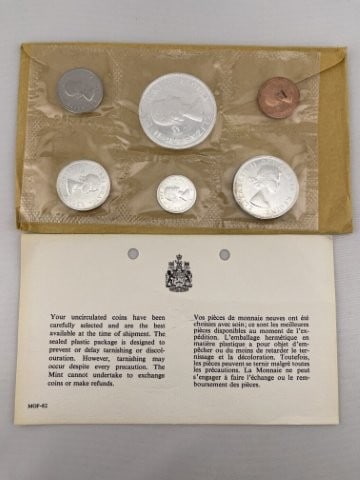 Your uncirculated coins have been
carefully selected and are the best
available at the time of shipment. The
sealed plastic package is designed to
prevent or delay tarnishing or discol-
ouration. However, tarnishing may
occur despite every precaution. The
Mint cannot undertake to exchange
coins or make refunds.
Vos pièces de monnaie neuves ont été
choisies avec soin; ce sont les meilleures
pièces disponibles au moment de l'ex-
pédition. L'emballage hermétique en
matière plastique a pour objet d'em-
pêcher ou du moins de retarder le ter-
nissage et la décoloration. Toutefois,
les pièces peuvent se ternir malgré toutes
les précautions. La Monnaie ne peut
s'engager à faire l'échange ou le rem-
boursement des pièces.
MOP-82